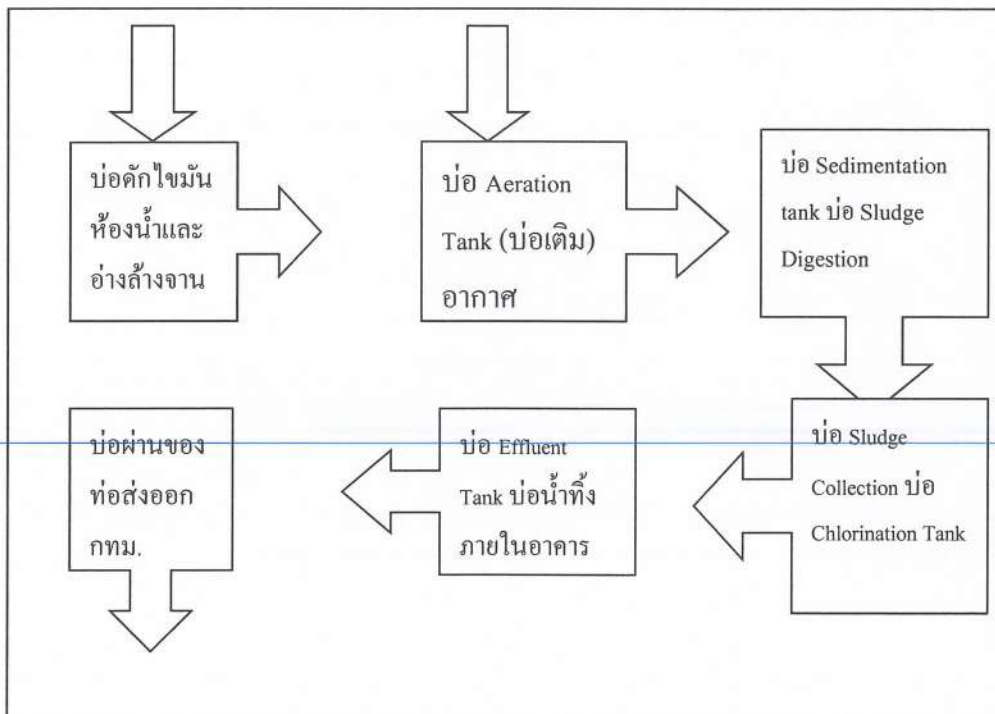 บ่อดักไขมัน
ห้องน้ำและ
อ่างล้างจาน
บ่อ Aeration
Tank (บ่อเติม)
อากาศ
บ่อ Sedimentation
tank บ่อ Sludge
Digestion
บ่อ Sludge
Collection บ่อ
Chlorination Tank
บ่อ Effluent
Tank บ่อน้ำทิ้ง
ภายในอาคาร
บ่อผ่านของ
ท่อส่งออก
กทม.